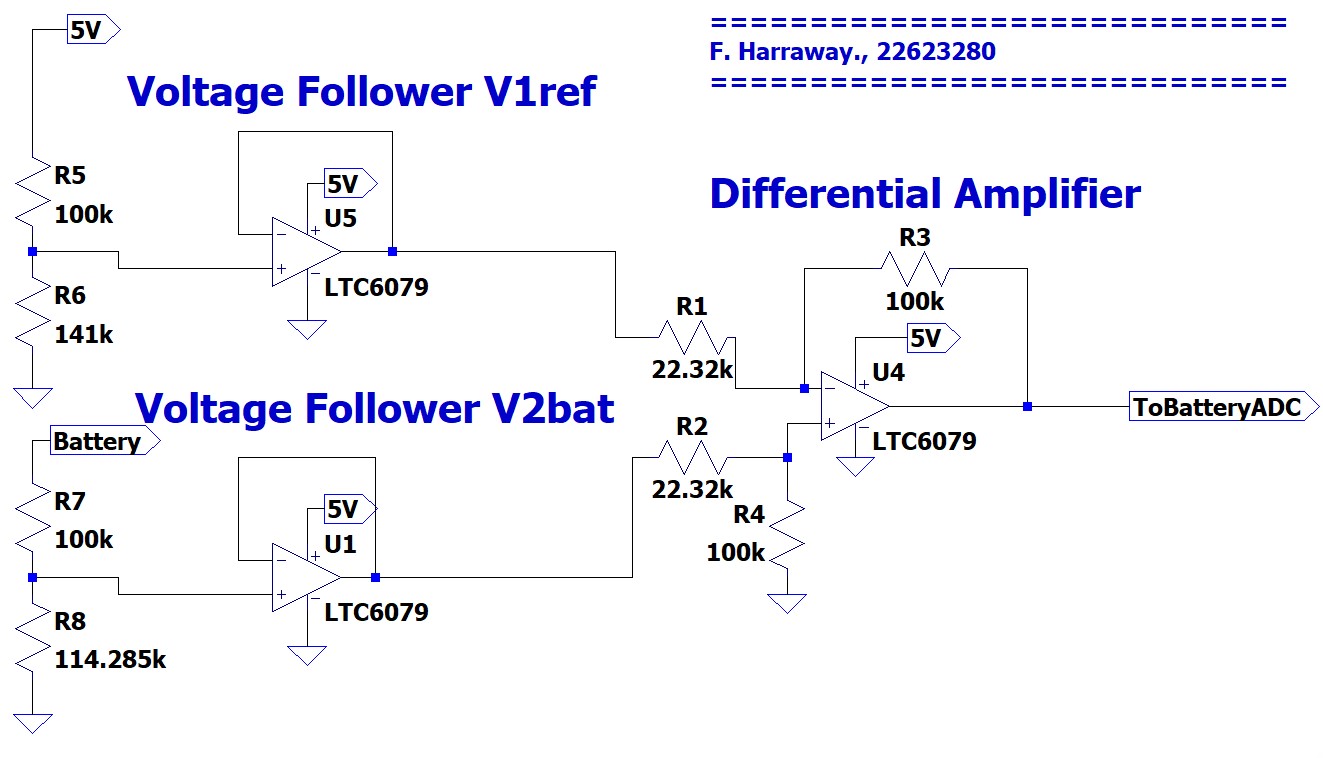 5V
==============================
F. Harraway., 22623280
==============================
Voltage Follower V1ref
5V
U5
LTC6079
R5
100k
R6
141k
Differential Amplifier
R3
100k
R1
22.32k
5V
U4
LTC6079
ToBatteryADC
Voltage Follower V2bat
Battery
R7
100k
5V
U1
LTC6079
R8
114.285k
R2
22.32k
R4
100k